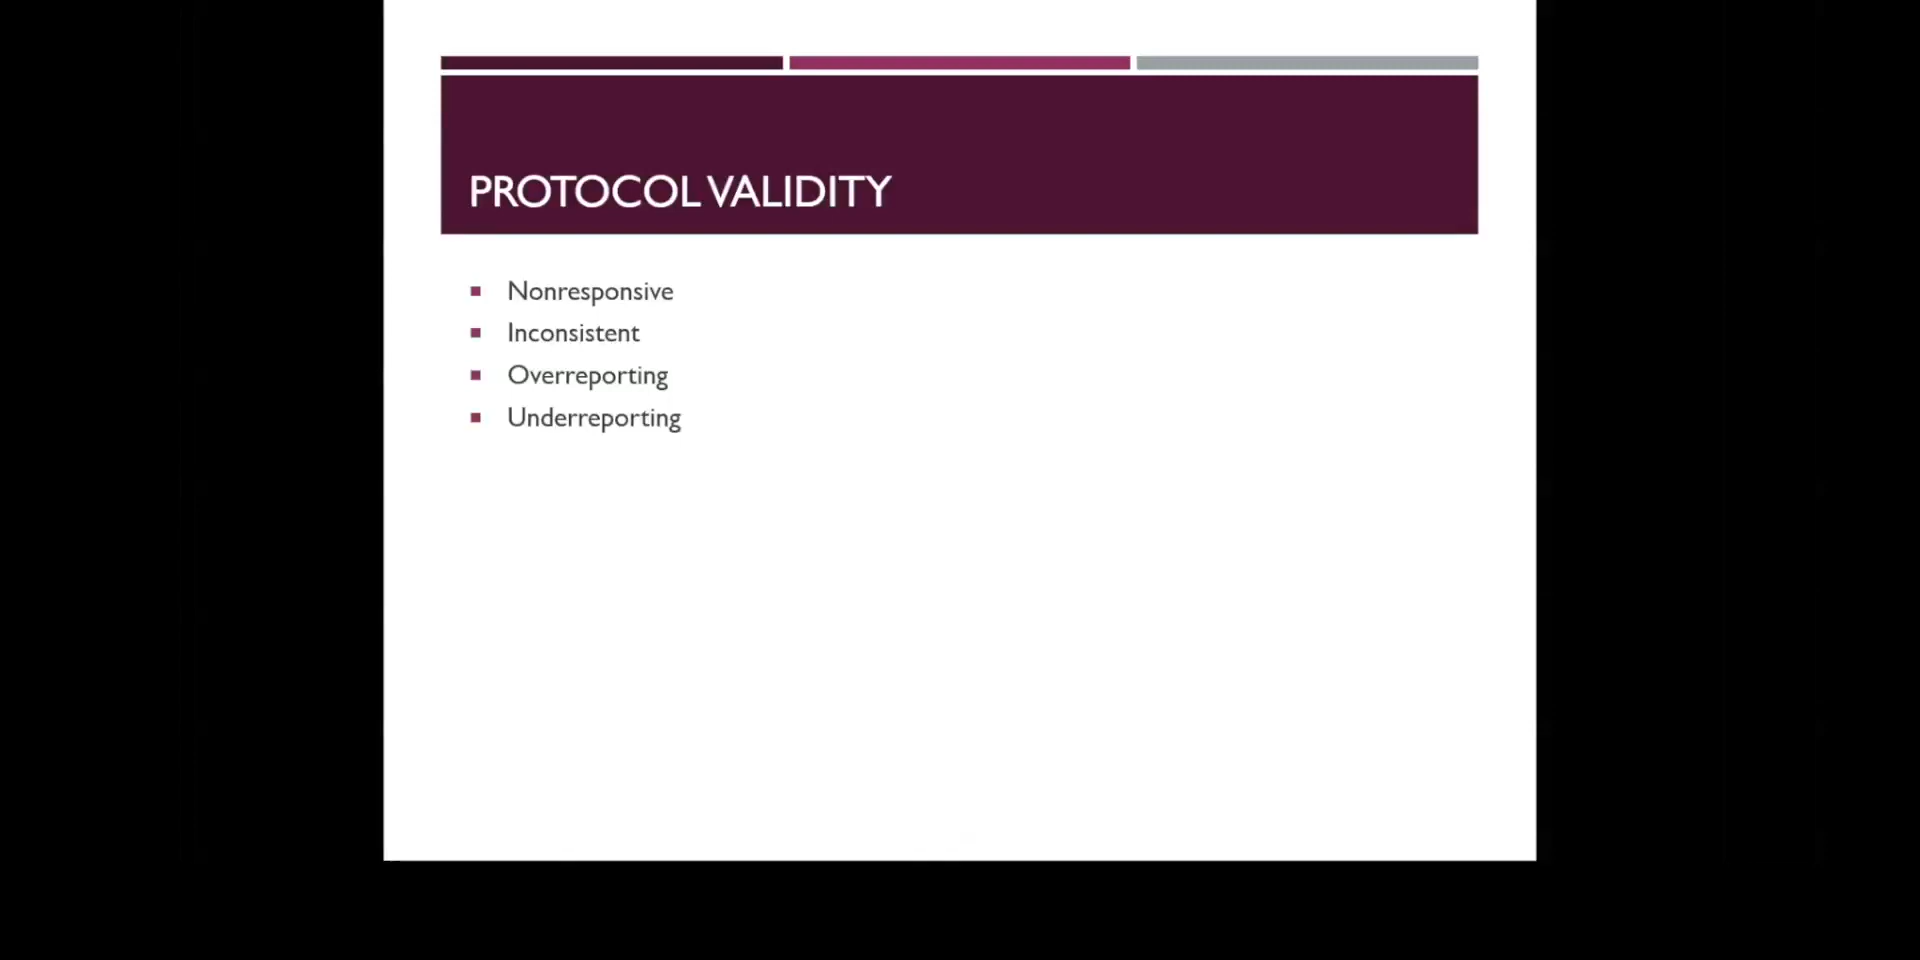 PROTOCOL VALIDITY
Nonresponsive
Inconsistent
Overreporting
Underreporting